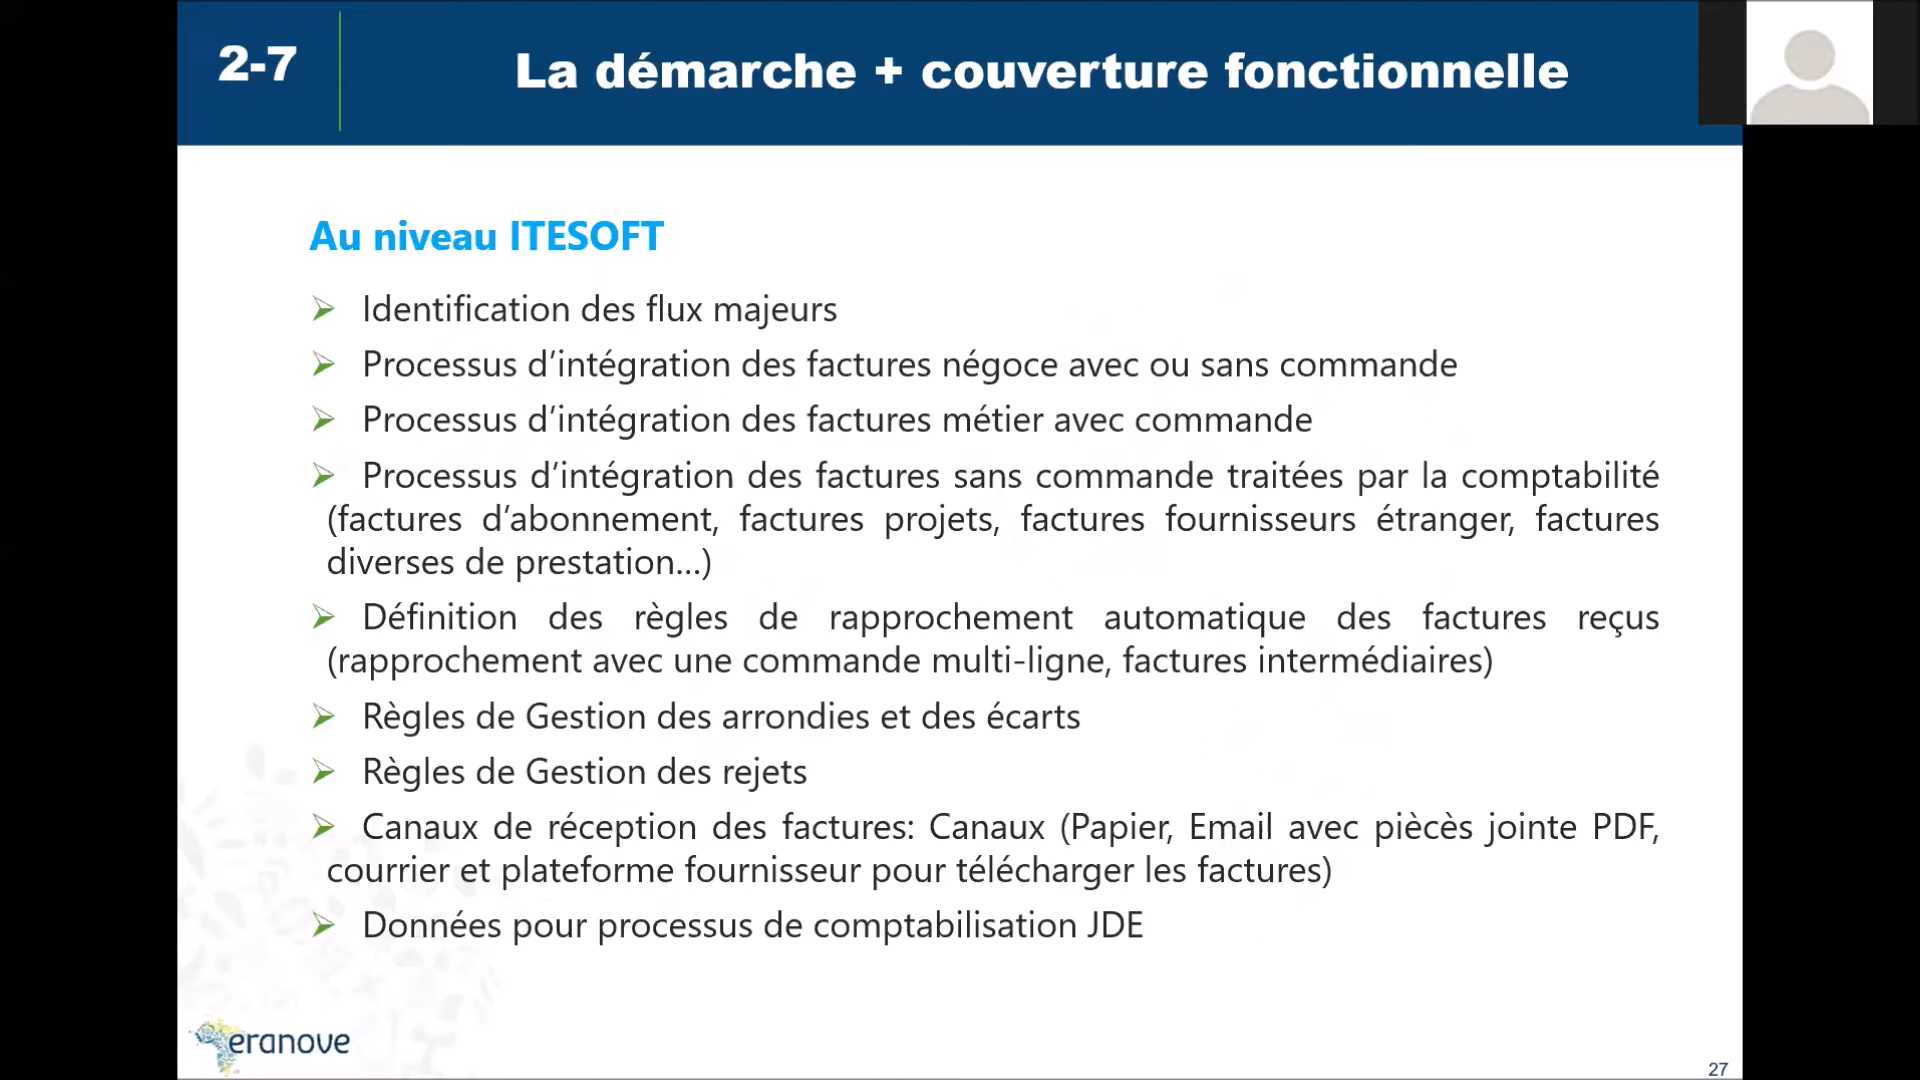 2-7
La démarche + couverture fonctionnelle
Au niveau ITESOFT
Identification des flux majeurs
Processus d’intégration des factures négoce avec ou sans commande
Processus d’intégration des factures métier avec commande
Processus d’intégration des factures sans commande traitées par la comptabilité
(factures d’abonnement, factures projets, factures fournisseurs étranger, factures
diverses de prestation...)
Définition des règles de rapprochement automatique des factures reçus
(rapprochement avec une commande multi-ligne, factures intermédiaires)
Règles de Gestion des arrondies et des écarts
Règles de Gestion des rejets
Canaux de réception des factures: Canaux (Papier, Email avec piècès jointe PDF,
courrier et plateforme fournisseur pour télécharger les factures)
Données pour processus de comptabilisation JDE
eranove
27